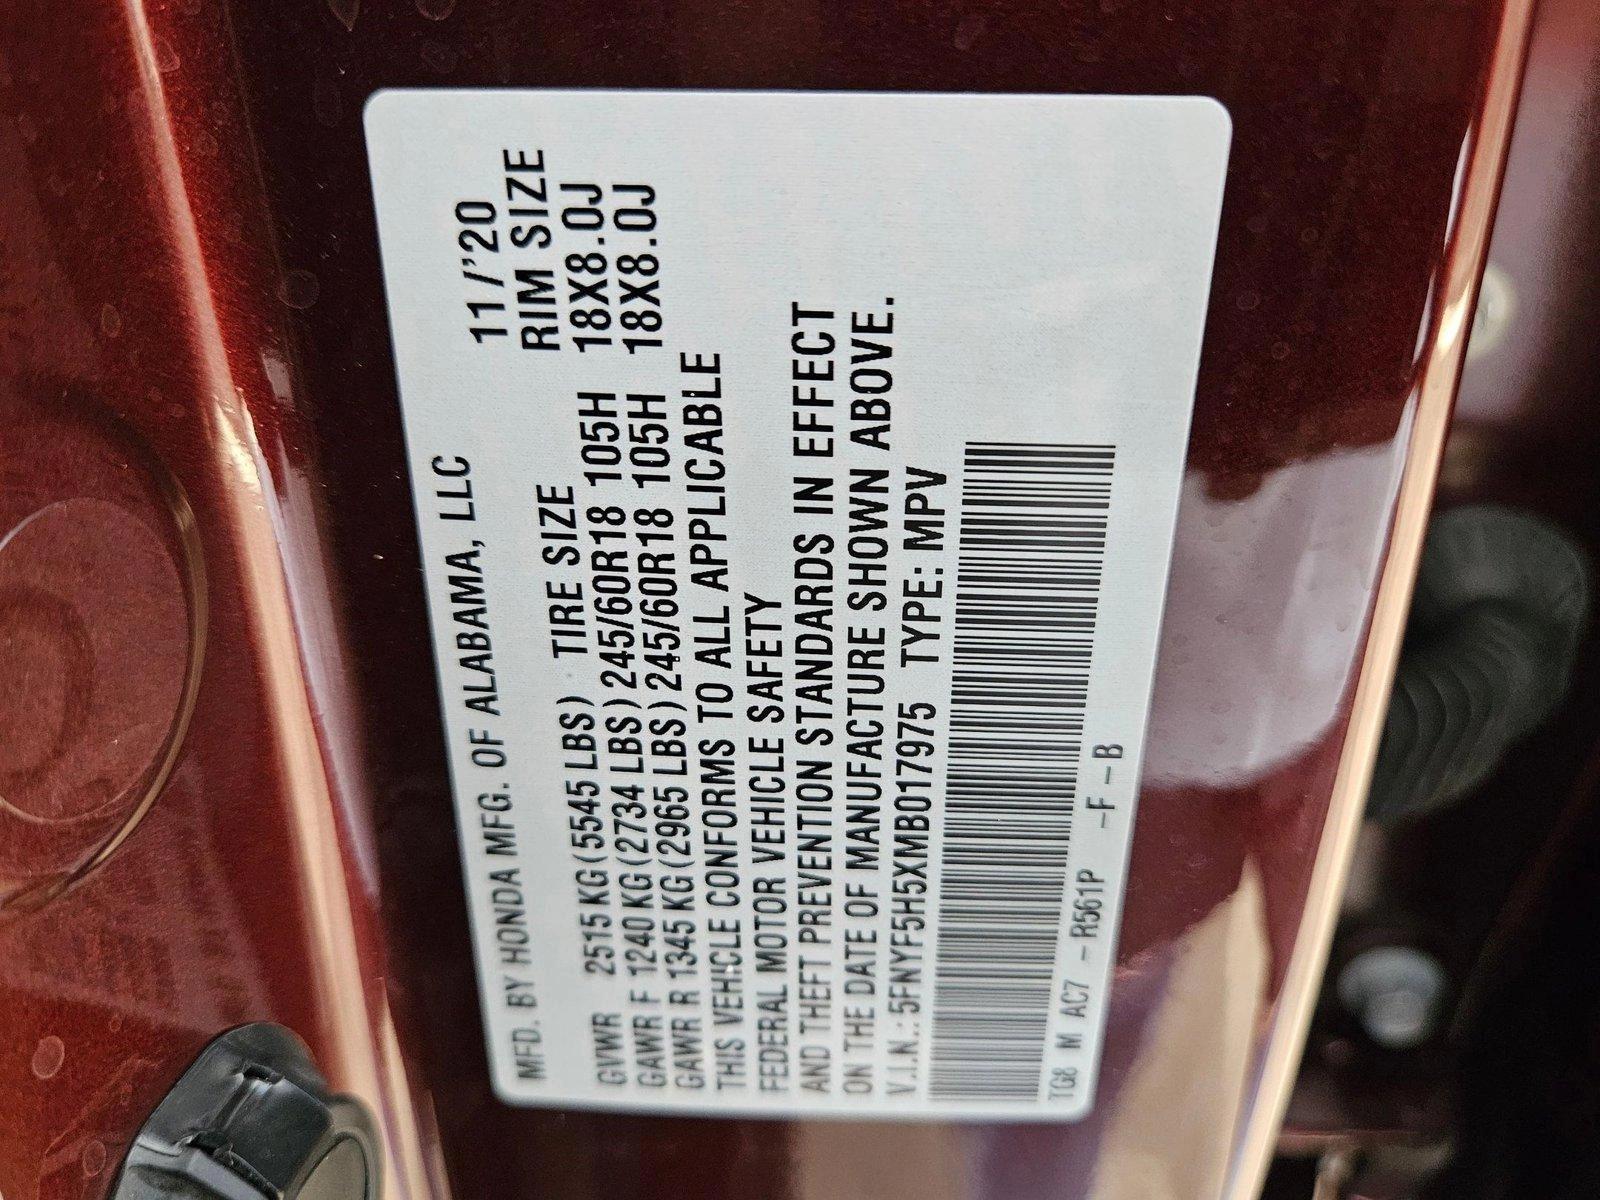 MFD. BY HONDA MFG. OF ALABAMA, LLC 11/'20
GVWR 2515 KG(5545 LBS) TIRE SIZE RIM SIZE
GAWR F 1240 KG(2734 LBS) 245/60R18 105H 18X8.0J
GAWR R 1345 KG(2965 LBS) 245/60R18 105H 18X8.0J
THIS VEHICLE CONFORMS TO ALL APPLICABLE
FEDERAL MOTOR VEHICLE SAFETY
AND THEFT PREVENTION STANDARDS IN EFFECT
ON THE DATE OF MANUFACTURE SHOWN ABOVE.
V.I.N.: 5FNYF5H5XMB017975 TYPE: MPV
TG8 M AC7 –R561P –F–B